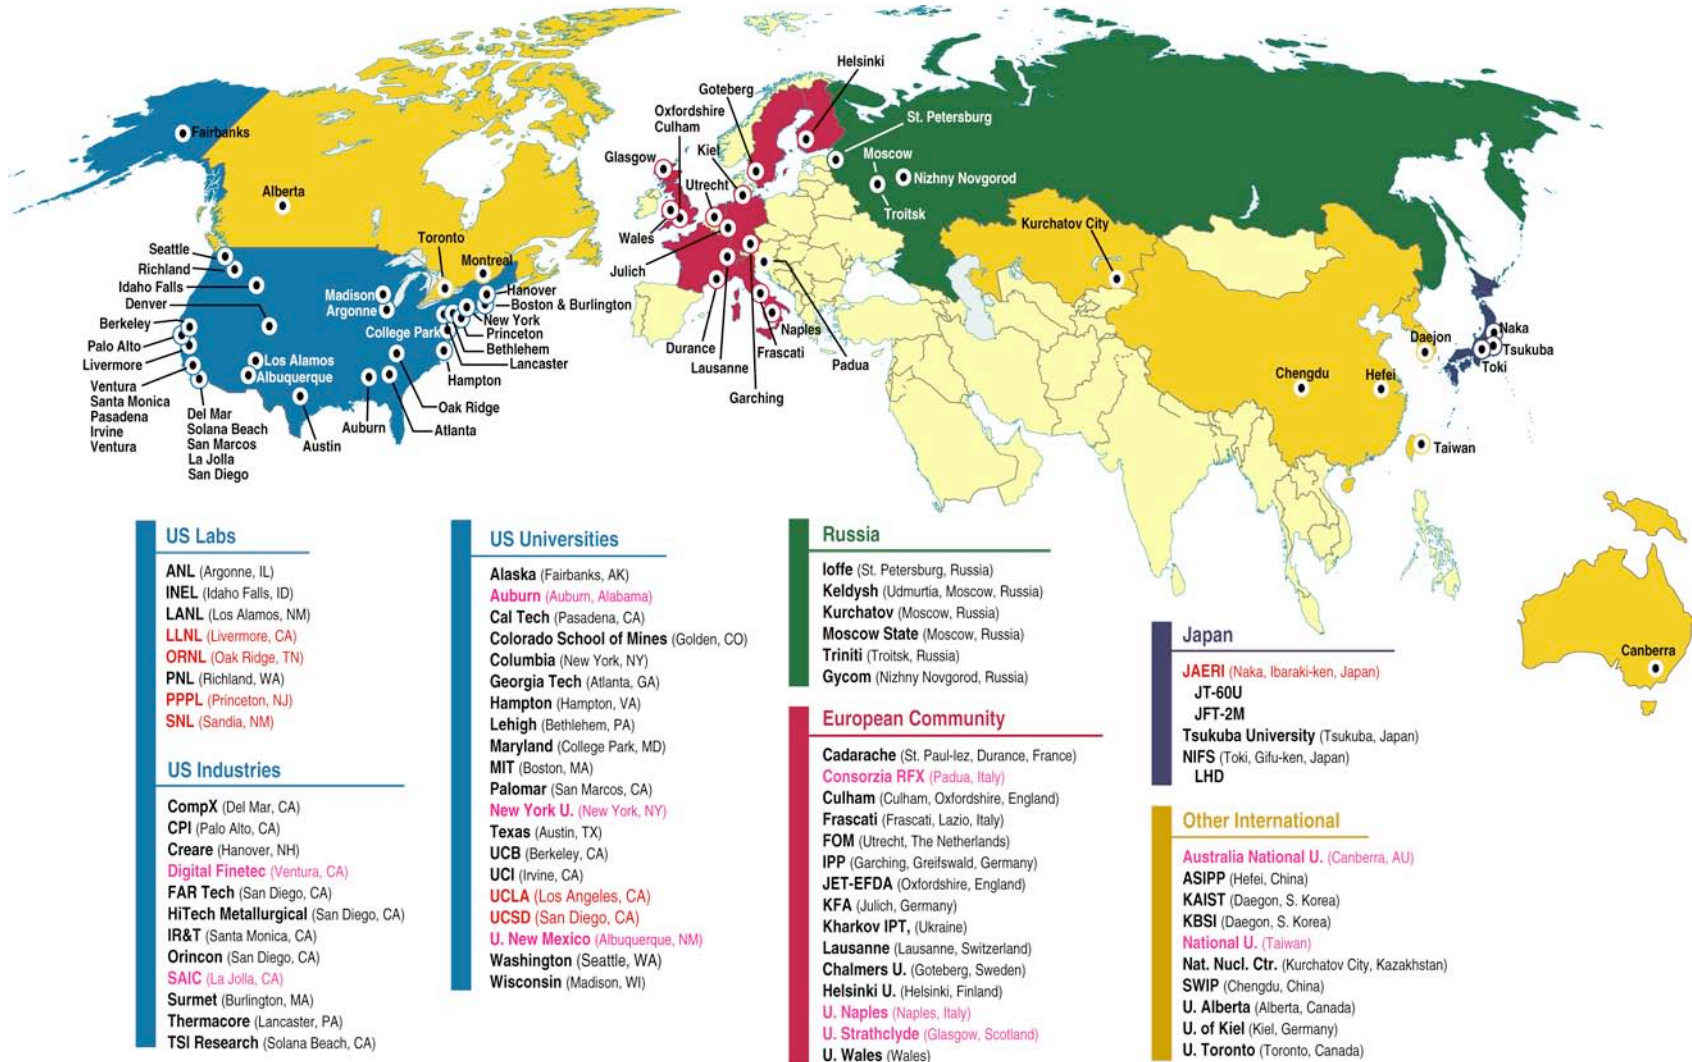 Fairbanks
Alberta
Seattle
Richland
Idaho Falls
Denver
Berkeley
Palo Alto
Livermore
Ventura
Santa Monica
Pasadena
Irvine
Ventura
Del Mar
Solana Beach
San Marcos
La Jolla
San Diego
Los Alamos
Albuquerque
Austin
Auburn
Atlanta
Oak Ridge
Hampton
Lancaster
Bethlehem
Princeton
New York
Boston & Burlington
Hanover
Montreal
Toronto
Madison
Argonne
College Park
Helsinki
Goteborg
Oxfordshire
Culham
Glasgow
Kiel
Utrecht
Wales
Julich
Durance
Lausanne
Frascati
Garching
Naples
Padua
St. Petersburg
Moscow
Nizhny Novgorod
Troitsk
Kurchatov City
Chengdu
Hefei
Daejon
Naka
Tsukuba
Toki
Taiwan
Canberra
US Labs
ANL (Argonne, IL)
INEL (Idaho Falls, ID)
LANL (Los Alamos, NM)
LLNL (Livermore, CA)
ORNL (Oak Ridge, TN)
PNL (Richland, WA)
PPPL (Princeton, NJ)
SNL (Sandia, NM)
US Industries
CompX (Del Mar, CA)
CPI (Palo Alto, CA)
Creare (Hanover, NH)
Digital Finetec (Ventura, CA)
FAR Tech (San Diego, CA)
HiTech Metallurgical (San Diego, CA)
IR&T (Santa Monica, CA)
Orincon (San Diego, CA)
SAIC (La Jolla, CA)
Surmet (Burlington, MA)
Thermacore (Lancaster, PA)
TSI Research (Solana Beach, CA)
US Universities
Alaska (Fairbanks, AK)
Auburn (Auburn, Alabama)
Cal Tech (Pasadena, CA)
Colorado School of Mines (Golden, CO)
Columbia (New York, NY)
Georgia Tech (Atlanta, GA)
Hampton (Hampton, VA)
Lehigh (Bethlehem, PA)
Maryland (College Park, MD)
MIT (Boston, MA)
Palomar (San Marcos, CA)
New York U. (New York, NY)
Texas (Austin, TX)
UCB (Berkeley, CA)
UCI (Irvine, CA)
UCLA (Los Angeles, CA)
UCSD (San Diego, CA)
U. New Mexico (Albuquerque, NM)
Washington (Seattle, WA)
Wisconsin (Madison, WI)
Russia
Ioffe (St. Petersburg, Russia)
Keldysh (Udmurtia, Moscow, Russia)
Kurchatov (Moscow, Russia)
Moscow State (Moscow, Russia)
Triniti (Troitsk, Russia)
Gycom (Nizhny Novgorod, Russia)
European Community
Cadarache (St. Paul-lez, Durance, France)
Consorzia RFX (Padua, Italy)
Culham (Culham, Oxfordshire, England)
Frascati (Frascati, Lazio, Italy)
FOM (Utrecht, The Netherlands)
IPP (Garching, Greifswald, Germany)
JET-EFDA (Oxfordshire, England)
KFA (Julich, Germany)
Kharkov IPT, (Ukraine)
Lausanne (Lausanne, Switzerland)
Chalmers U. (Goteberg, Sweden)
Helsinki U. (Helsinki, Finland)
U. Naples (Naples, Italy)
U. Strathclyde (Glasgow, Scotland)
U. Wales (Wales)
Japan
JAERI (Naka, Ibaraki-ken, Japan)
JT-60U
JFT-2M
Tsukuba University (Tsukuba, Japan)
NIFS (Toki, Gifu-ken, Japan)
LHD
Other International
Australia National U. (Canberra, AU)
ASIPP (Hefei, China)
KAIST (Daegon, S. Korea)
KBSI (Daegon, S. Korea)
National U. (Taiwan)
Nat. Nucl. Ctr. (Kurchatov City, Kazakhstan)
SWIP (Chengdu, China)
U. Alberta (Alberta, Canada)
U. of Kiel (Kiel, Germany)
U. Toronto (Toronto, Canada)